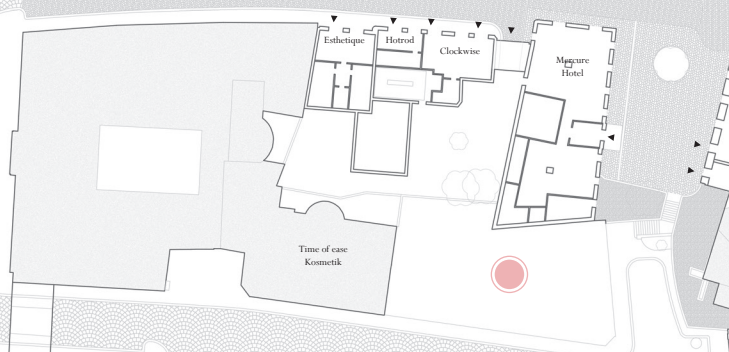 Esthetique
Hotrod
Clockwise
Mercure
Hotel
Time of ease
Kosmetik